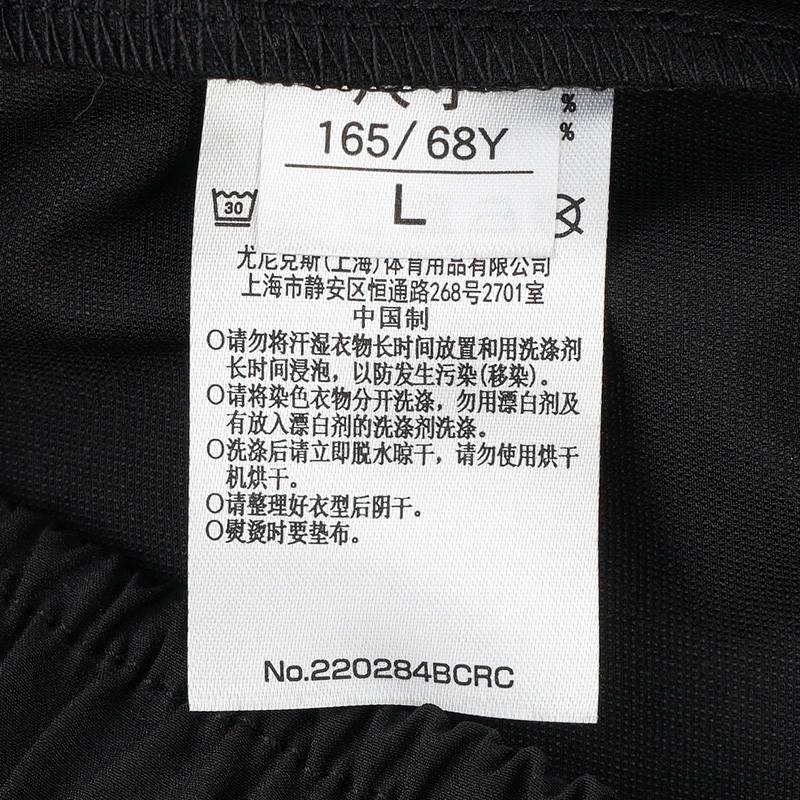 %
165/68Y
%
L
30
尤尼克斯(上海)体育用品有限公司
上海市静安区恒通路268号2701室
中国制
〇请勿将汗湿衣物长时间放置和用洗涤剂
长时间浸泡，以防发生污染(移染)。
〇请将染色衣物分开洗涤，勿用漂白剂及
有放入漂白剂的洗涤剂洗涤。
〇洗涤后请立即脱水晾干，请勿使用烘干
机烘干。
〇请整理好衣型后阴干。
〇熨烫时要垫布。
No.220284BCRC